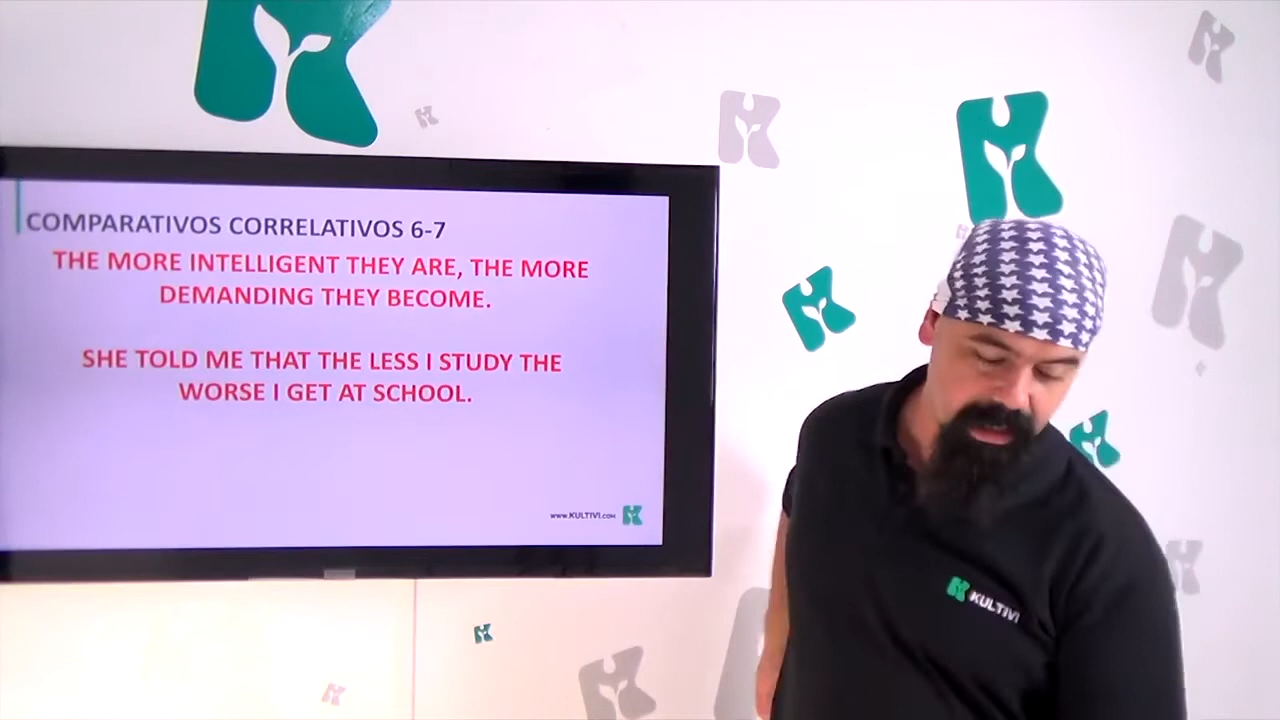 COMPARATIVOS CORRELATIVOS 6-7
THE MORE INTELLIGENT THEY ARE, THE MORE
DEMANDING THEY BECOME.
SHE TOLD ME THAT THE LESS I STUDY THE
WORSE I GET AT SCHOOL.
www.KULTIVI.COM
KULTIVI